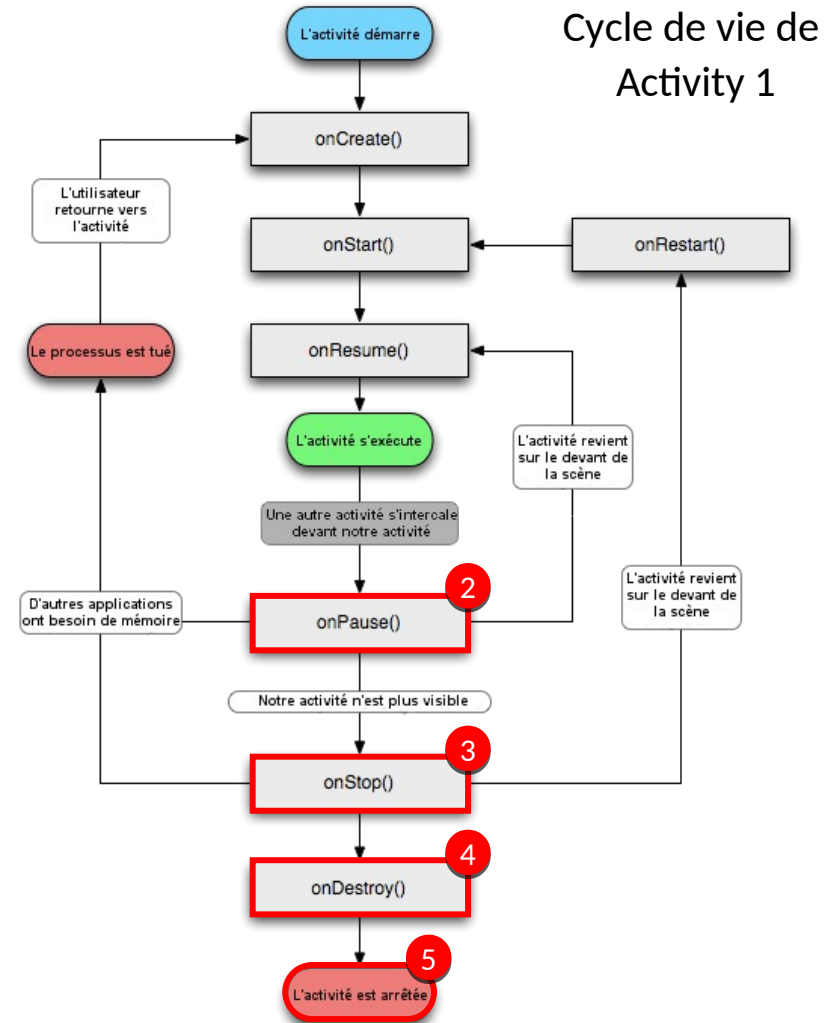 Cycle de vie de
Activity 1
L'activité démarre
onCreate()
L'utilisateur
retourne vers
l'activité
onStart()
onRestart()
Le processus est tué
onResume()
L'activité s'exécute
L'activité revient
sur le devant de
la scène
Une autre activité s'intercale
devant notre activité
2
D'autres applications
ont besoin de mémoire
onPause()
L'activité revient
sur le devant de
la scène
Notre activité n'est plus visible
3
onStop()
4
onDestroy()
5
L'activité est arrêtée